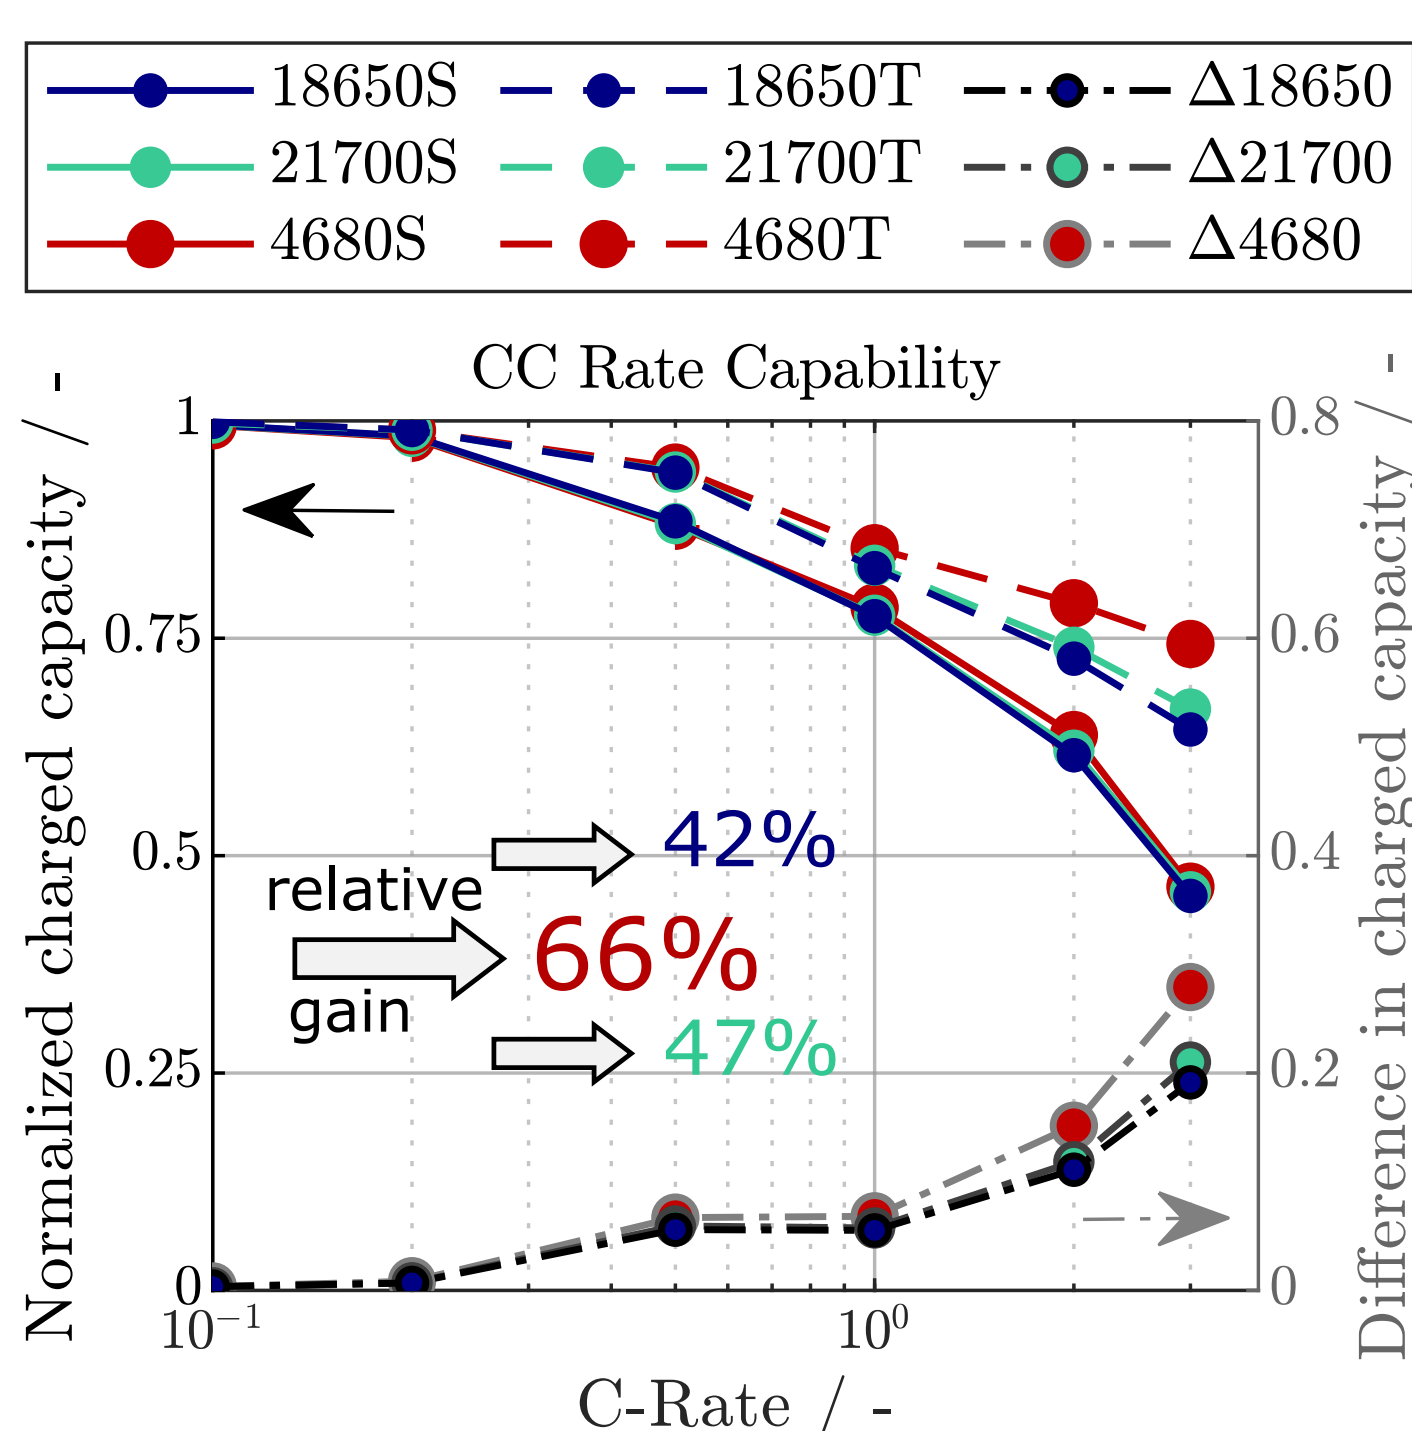 18650S 18650T Δ18650
21700S 21700T Δ21700
4680S 4680T Δ4680
CC Rate Capability
Normalized charged capacity / -
1
0.75
0.5
0.25
0
relative
gain
42%
66%
47%
0.8
0.6
0.4
0.2
0
Difference in charged capacity / -
10⁻¹ 10⁰
C-Rate / -